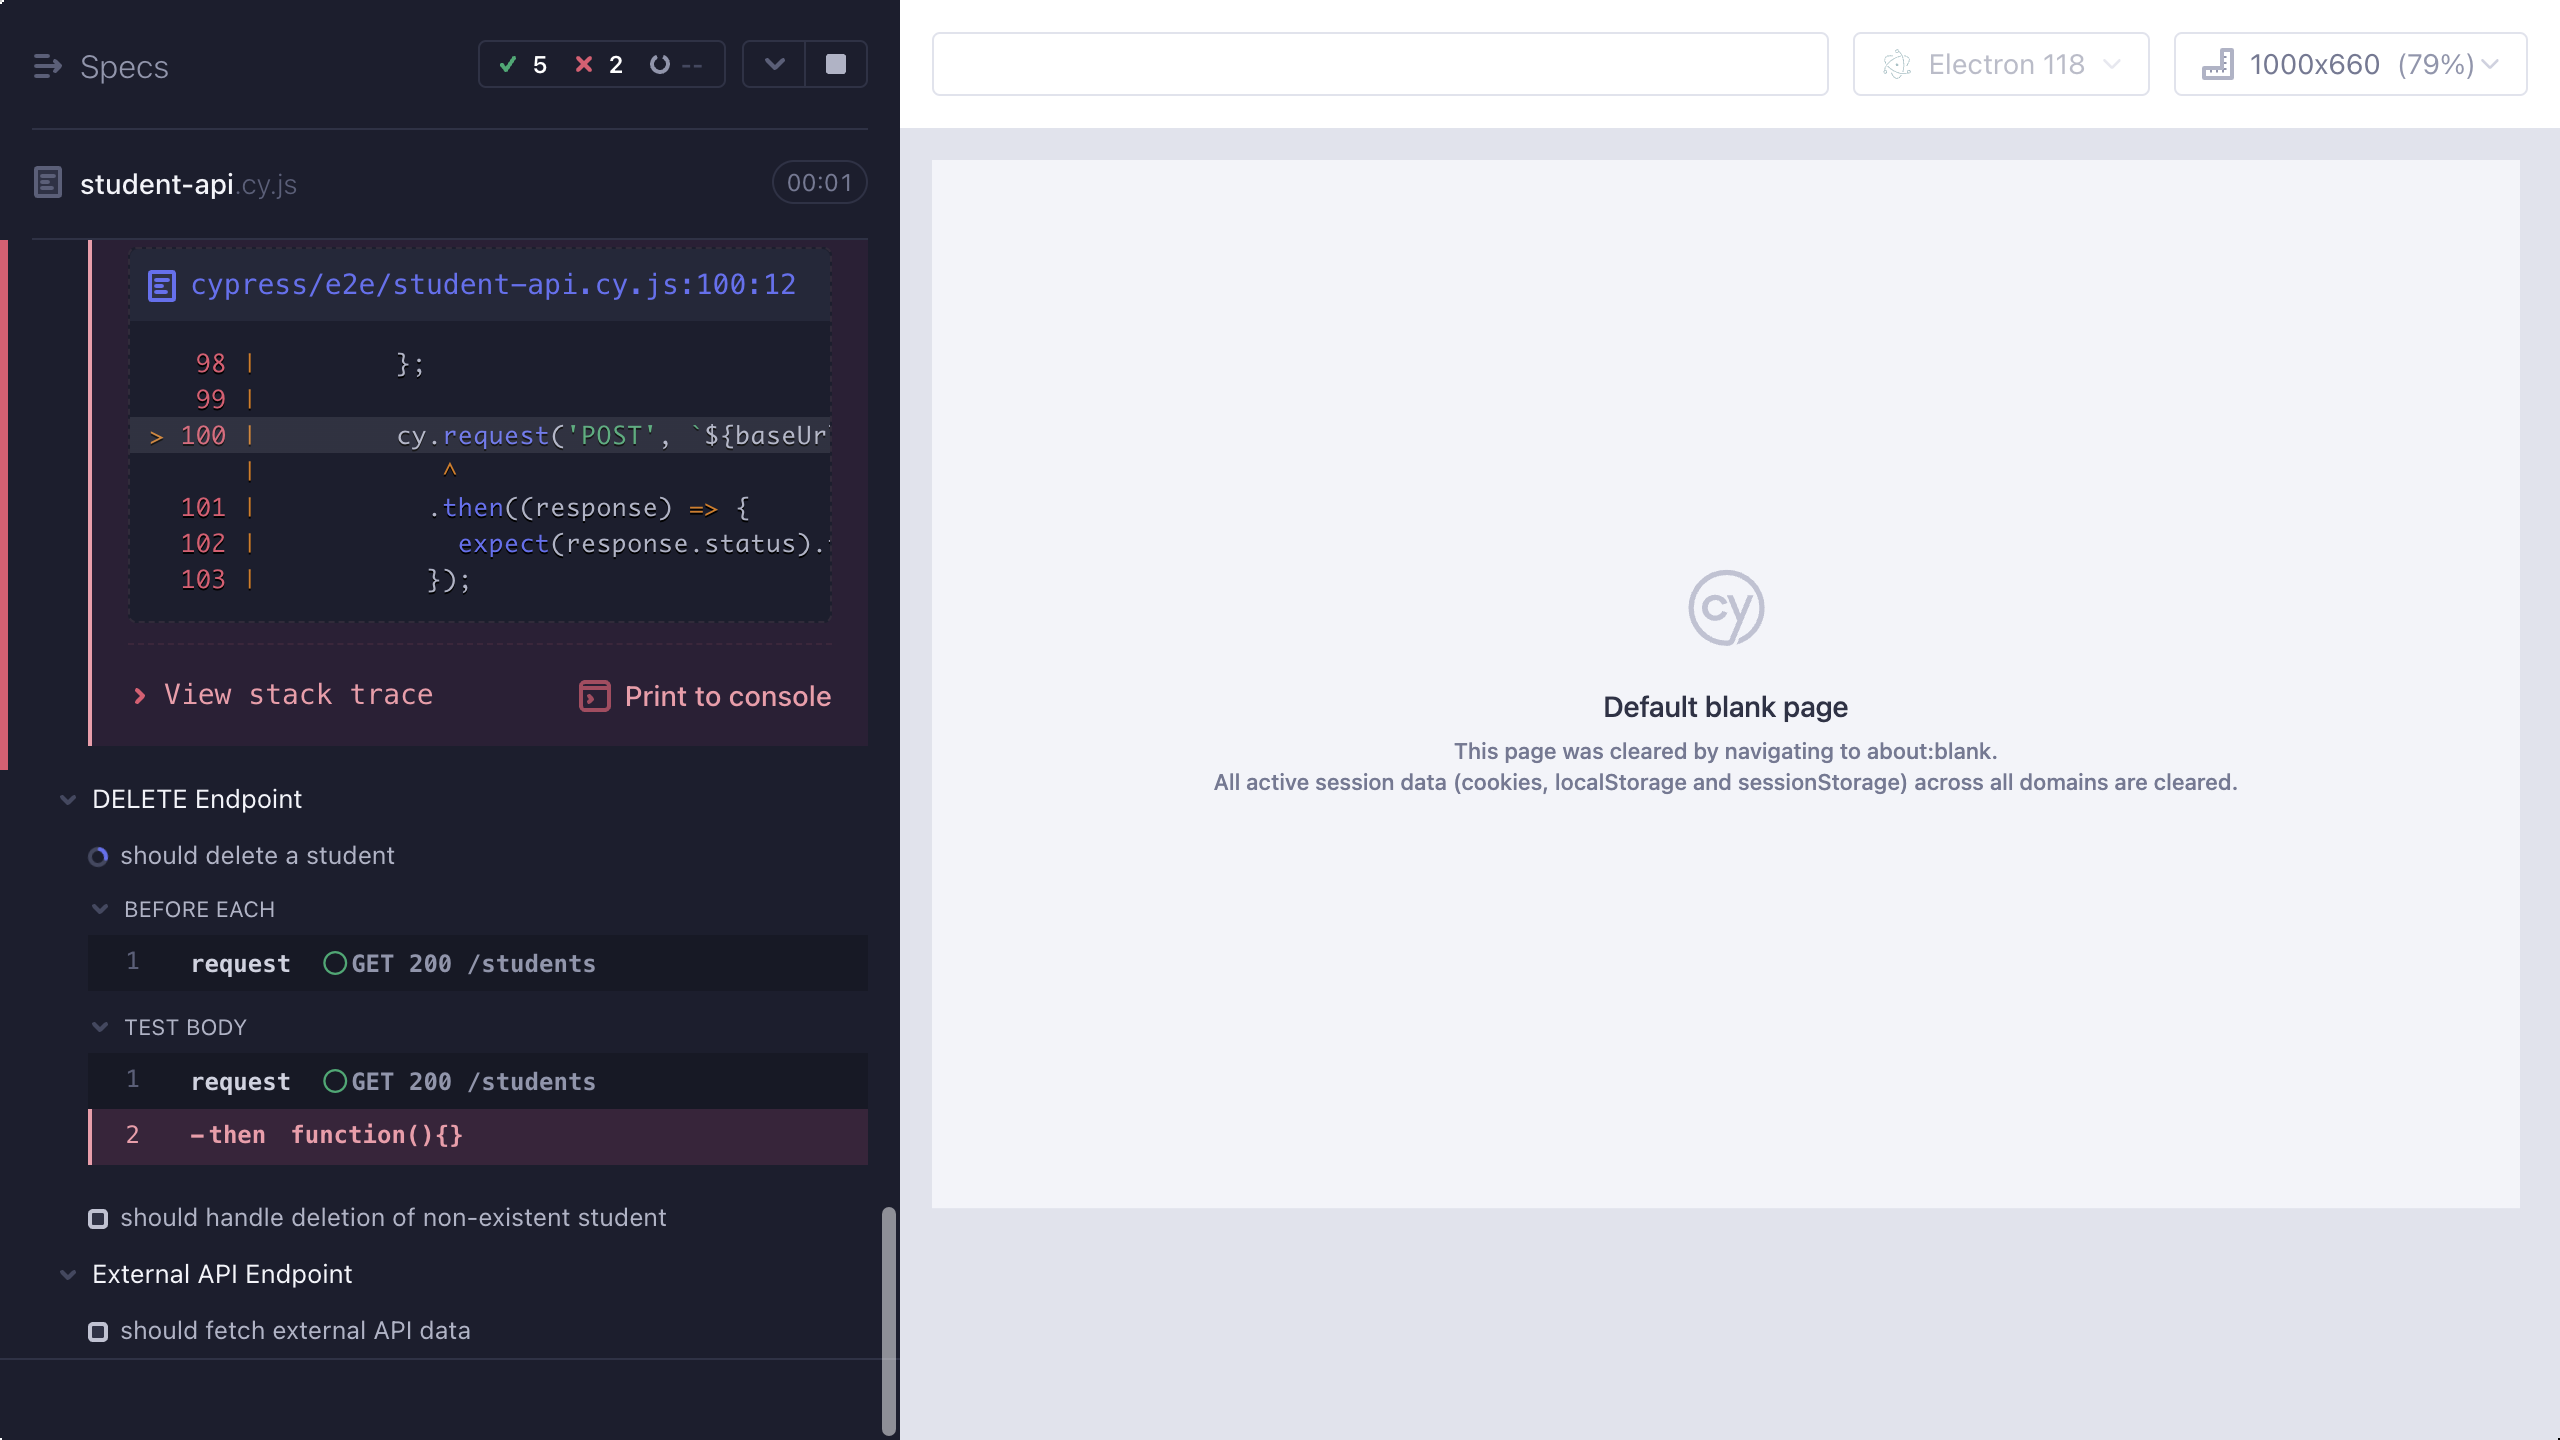 Specs
5 2 --
student-api.cy.js
00:01
cypress/e2e/student-api.cy.js:100:12
98 | };
99 |
> 100 | cy.request('POST', `${baseUrl
| ^
101 | .then((response) => {
102 | expect(response.status).
103 | });
View stack trace
Print to console
DELETE Endpoint
should delete a student
BEFORE EACH
1 request GET 200 /students
TEST BODY
1 request GET 200 /students
2 -then function(){}
should handle deletion of non-existent student
External API Endpoint
should fetch external API data
Electron 118
1000x660 (79%)
cy
Default blank page
This page was cleared by navigating to about:blank.
All active session data (cookies, localStorage and sessionStorage) across all domains are cleared.